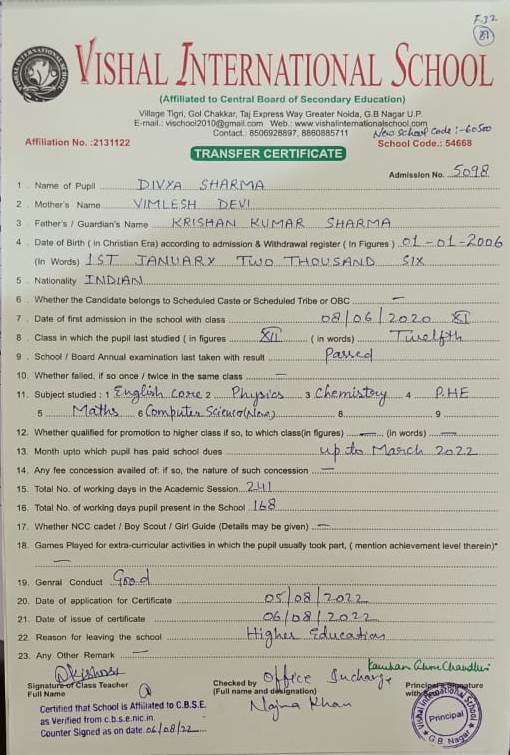 F.32
89
VISHAL INTERNATIONAL SCHOOL
VISHAL INTERNATIONAL SCHOOL
(Affiliated to Central Board of Secondary Education)
Village Tigri, Gol Chakkar, Taj Express Way Greater Noida, G.B Nagar U.P.
E-mail.: vischool2010@gmail.com Web.: www.vishalinternationalschool.com
Contact.: 8506928897, 8860885711
New School Code :- 60500
Affiliation No. :2131122 School Code.: 54668
TRANSFER CERTIFICATE
Admission No. 5098
1 . Name of Pupil DIVYA SHARMA
2 . Mother's Name VIMLESH DEVI
3 . Father's / Guardian's Name KRISHAN KUMAR SHARMA
4 . Date of Birth ( in Christian Era) according to admission & Withdrawal register ( In Figures ) 01-01-2006
(In Words) 1ST JANUARY TWO THOUSAND SIX
5 . Nationality INDIAN
6 . Whether the Candidate belongs to Scheduled Caste or Scheduled Tribe or OBC —
7 . Date of first admission in the school with class 08/06/2020 XI
8 . Class in which the pupil last studied ( in figures XII ( in words) Twelfth
9 . School / Board Annual examination last taken with result Passed
10. Whether failed, if so once / twice in the same class —
11. Subject studied : 1 English Core 2 Physics 3 Chemistry 4 P.HE
5 Maths 6 Computer Science(New) 8 9
12. Whether qualified for promotion to higher class if so, to which class(in figures) — (in words) —
13. Month upto which pupil has paid school dues up to March 2022
14. Any fee concession availed of: if so, the nature of such concession —
15. Total No. of working days in the Academic Session 241
16. Total No. of working days pupil present in the School 168
17. Whether NCC cadet / Boy Scout / Girl Guide (Details may be given) —
18. Games Played for extra-curricular activities in which the pupil usually took part, ( mention achievement level therein)*
—
19. Genral Conduct Good
20. Date of application for Certificate 05/08/2022
21. Date of issue of certificate 06/08/2022
22. Reason for leaving the school Higher Education
23. Any Other Remark —
Signature of Class Teacher
Full Name
Checked by Office Incharge
(Full name and designation) Najma Khan
Principal's Signature
with
Certified that School is Affiliated to C.B.S.E.
as Verified from c.b.s.e.nic.in
Counter Signed as on date 06/08/22
Vishal International School
Principal
G.B. Nagar